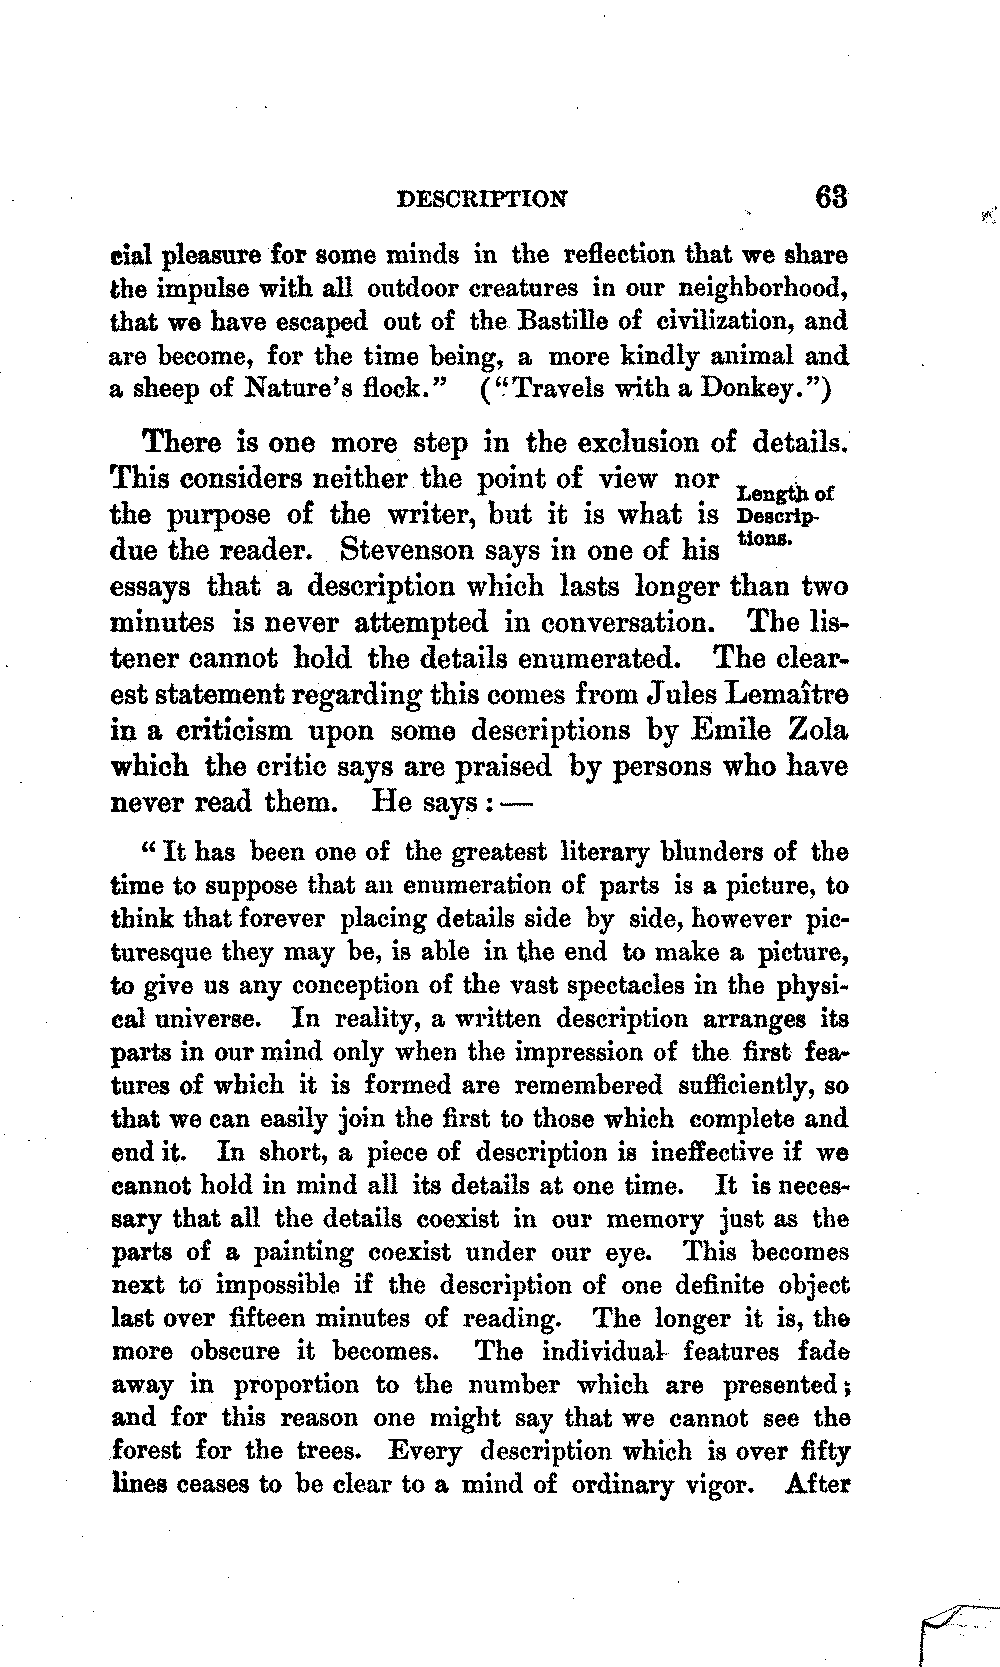 DESCRIPTION 63
cial pleasure for some minds in the reflection that we share
the impulse with all outdoor creatures in our neighborhood,
that we have escaped out of the Bastille of civilization, and
are become, for the time being, a more kindly animal and
a sheep of Nature's flock." ("Travels with a Donkey.")
There is one more step in the exclusion of details.
This considers neither the point of view nor
the purpose of the writer, but it is what is
due the reader. Stevenson says in one of his
Length of
Descrip-
tions.
essays that a description which lasts longer than two
minutes is never attempted in conversation. The lis-
tener cannot hold the details enumerated. The clear-
est statement regarding this comes from Jules Lemaître
in a criticism upon some descriptions by Emile Zola
which the critic says are praised by persons who have
never read them. He says: —
"It has been one of the greatest literary blunders of the
time to suppose that an enumeration of parts is a picture, to
think that forever placing details side by side, however pic-
turesque they may be, is able in the end to make a picture,
to give us any conception of the vast spectacles in the physi-
cal universe. In reality, a written description arranges its
parts in our mind only when the impression of the first fea-
tures of which it is formed are remembered sufficiently, so
that we can easily join the first to those which complete and
end it. In short, a piece of description is ineffective if we
cannot hold in mind all its details at one time. It is neces-
sary that all the details coexist in our memory just as the
parts of a painting coexist under our eye. This becomes
next to impossible if the description of one definite object
last over fifteen minutes of reading. The longer it is, the
more obscure it becomes. The individual features fade
away in proportion to the number which are presented;
and for this reason one might say that we cannot see the
forest for the trees. Every description which is over fifty
lines ceases to be clear to a mind of ordinary vigor. After